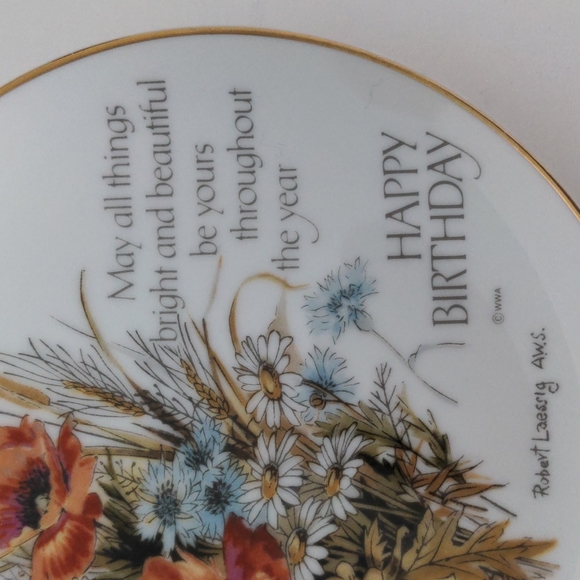 May all things
bright and beautiful
be yours
throughout
the year
HAPPY
BIRTHDAY
© WWA
Robert Laessig A.W.S.